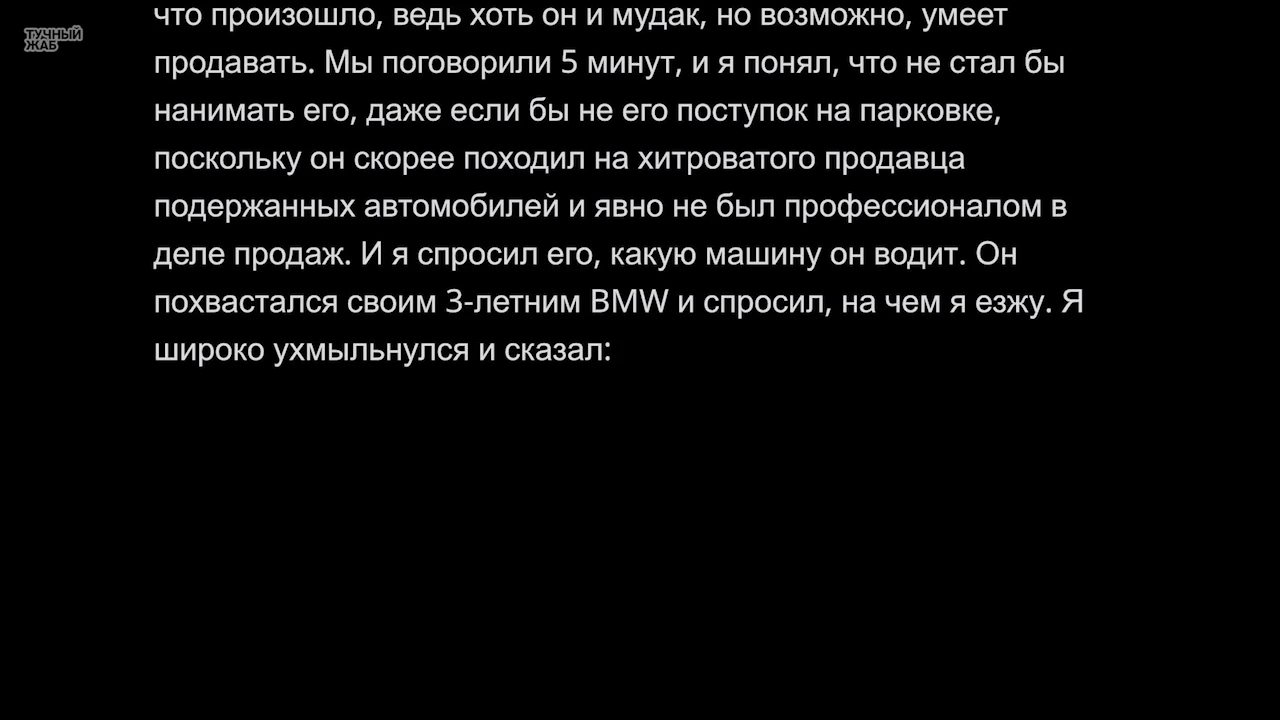 ТУЧНЫЙ
ЖАБ
что произошло, ведь хоть он и мудак, но возможно, умеет
продавать. Мы поговорили 5 минут, и я понял, что не стал бы
нанимать его, даже если бы не его поступок на парковке,
поскольку он скорее походил на хитроватого продавца
подержанных автомобилей и явно не был профессионалом в
деле продаж. И я спросил его, какую машину он водит. Он
похвастался своим 3-летним BMW и спросил, на чем я езжу. Я
широко ухмыльнулся и сказал: